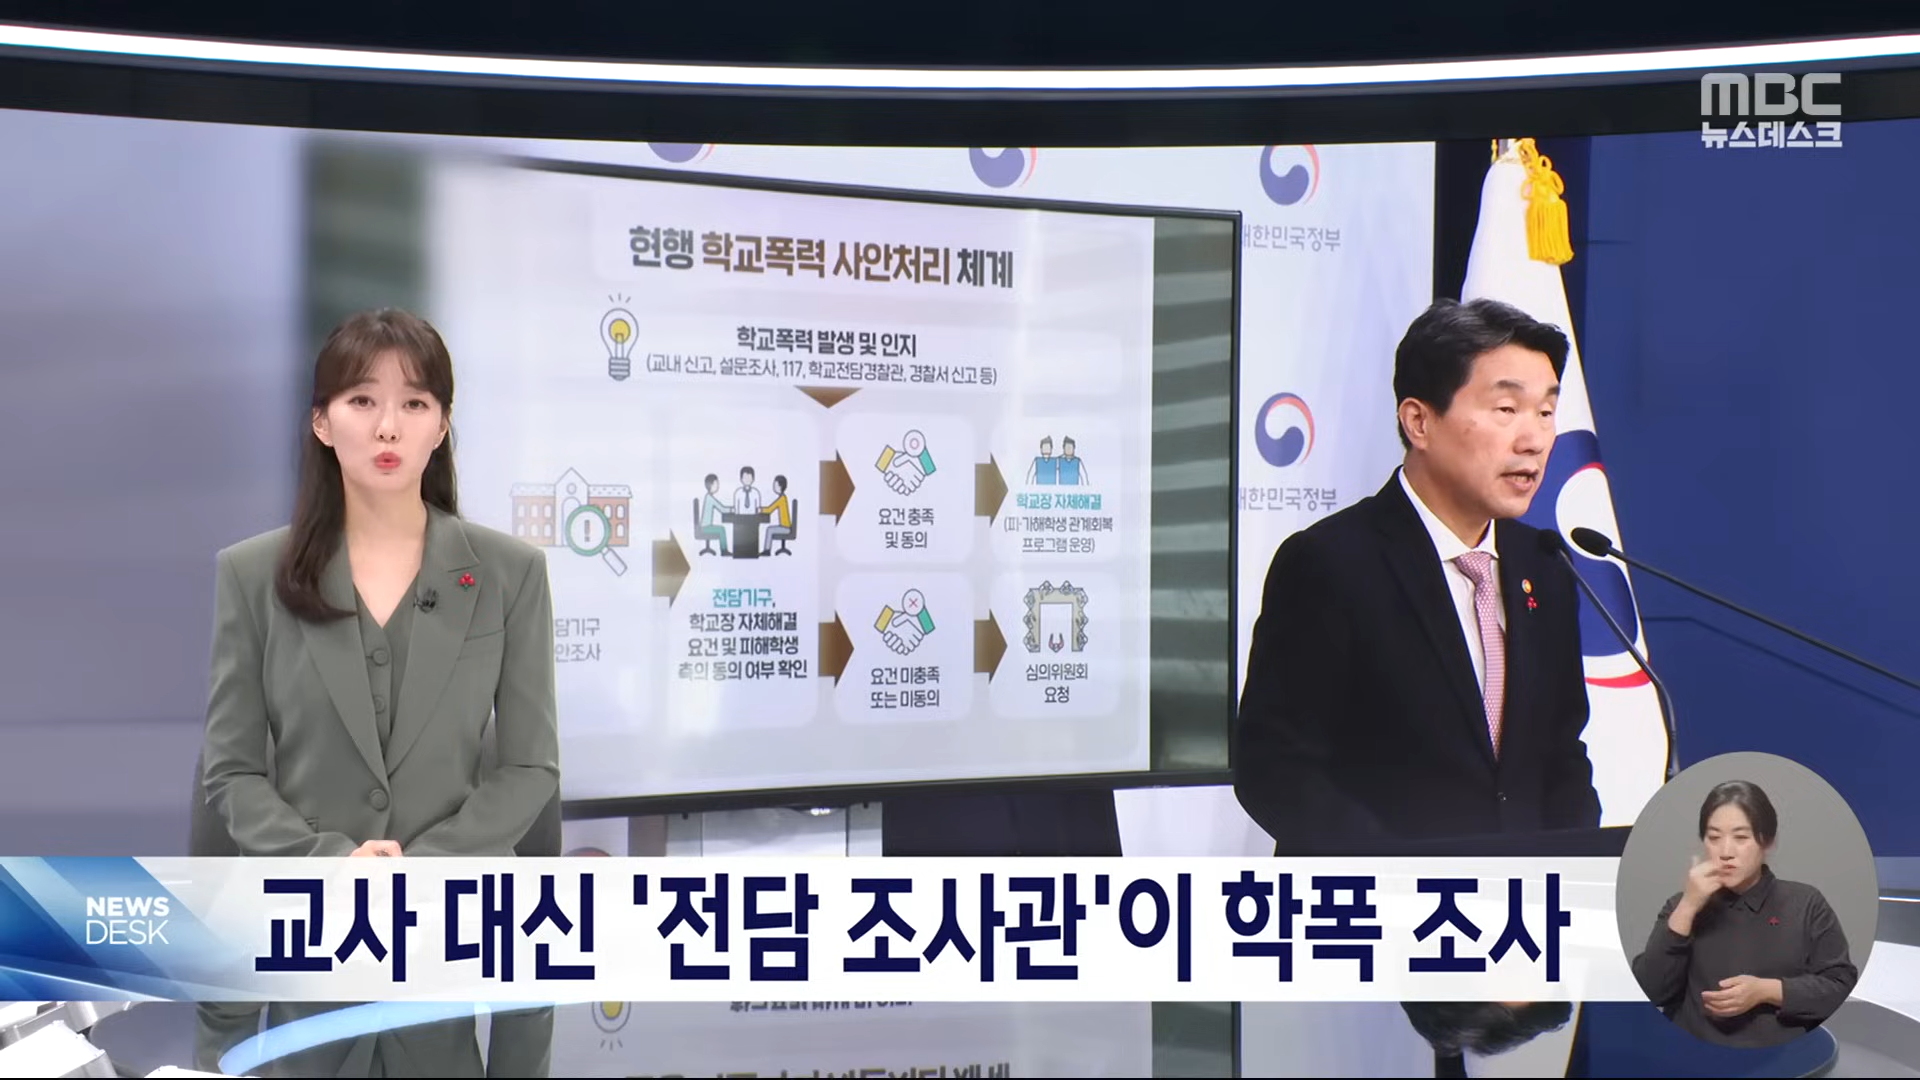 MBC
뉴스데스크
현행 학교폭력 사안처리 체계
학교폭력 발생 및 인지
(교내 신고, 설문조사, 117, 학교전담경찰관, 경찰서 신고 등)
담기구
안조사
전담기구,
학교장 자체해결
요건 및 피해학생
측의 동의 여부 확인
요건 충족
및 동의
학교장 자체해결
(피·가해학생 관계회복
프로그램 운영)
요건 미충족
또는 미동의
심의위원회
요청
대한민국정부
대한민국정부
NEWS
DESK
교사 대신 '전담 조사관'이 학폭 조사